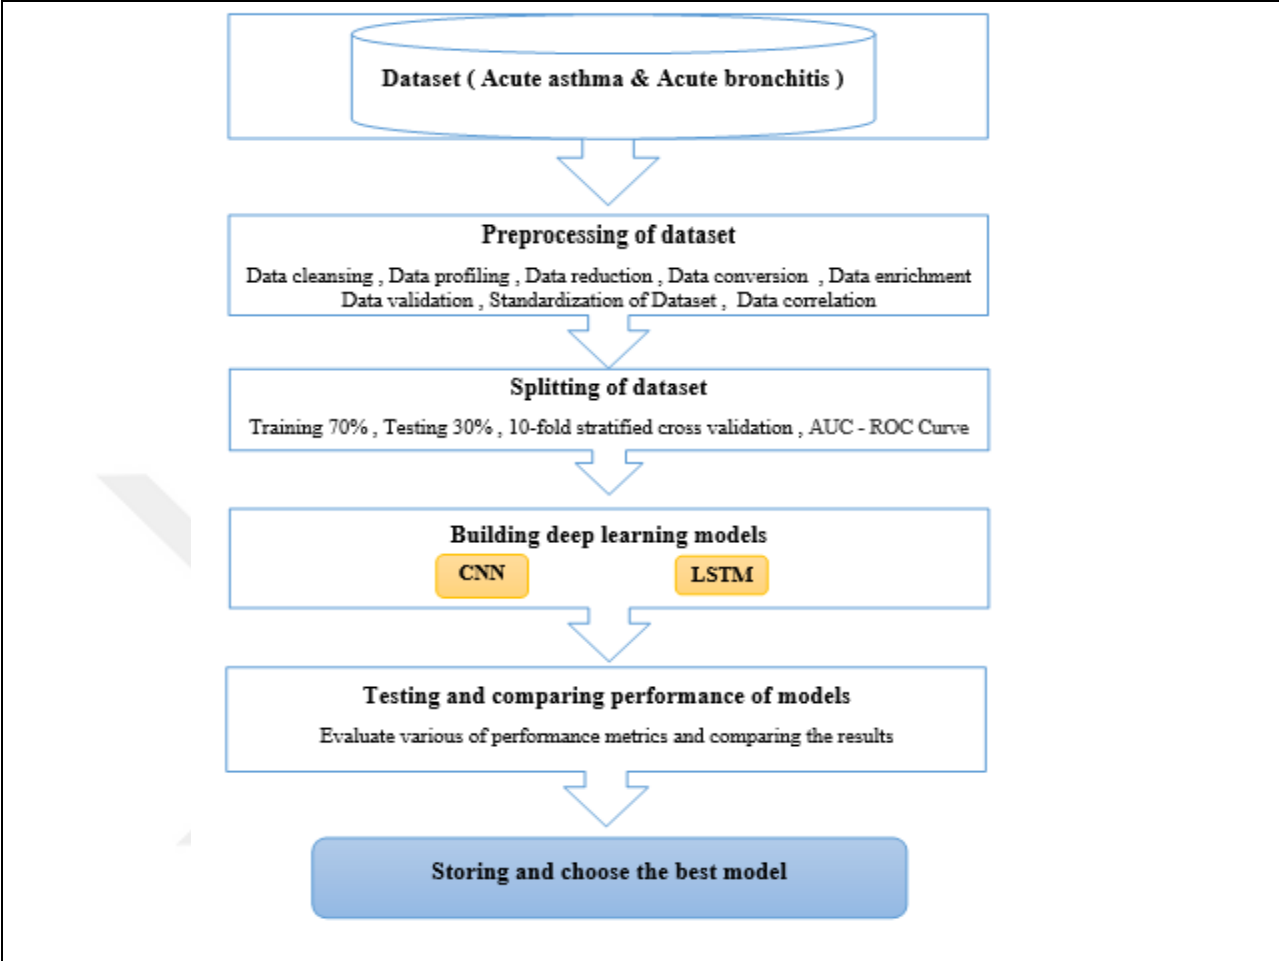 Dataset ( Acute asthma & Acute bronchitis )
Preprocessing of dataset
Data cleansing , Data profiling , Data reduction , Data conversion , Data enrichment
Data validation , Standardization of Dataset , Data correlation
Splitting of dataset
Training 70% , Testing 30% , 10-fold stratified cross validation , AUC - ROC Curve
Building deep learning models
CNN LSTM
Testing and comparing performance of models
Evaluate various of performance metrics and comparing the results
Storing and choose the best model